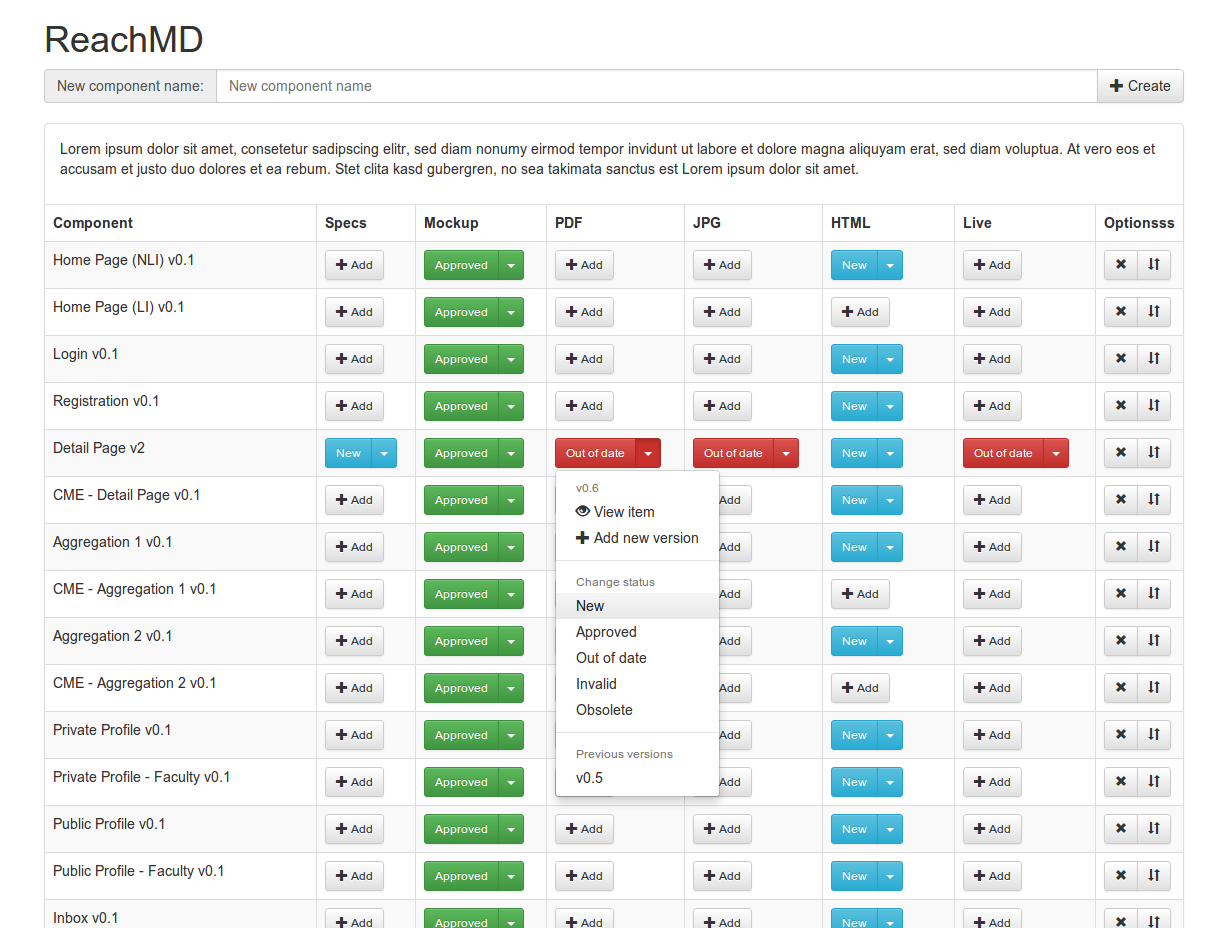 ReachMD
New component name: New component name Create
Lorem ipsum dolor sit amet, consetetur sadipscing elitr, sed diam nonumy eirmod tempor invidunt ut labore et dolore magna aliquyam erat, sed diam voluptua. At vero eos et
accusam et justo duo dolores et ea rebum. Stet clita kasd gubergren, no sea takimata sanctus est Lorem ipsum dolor sit amet.
Component Specs Mockup PDF JPG HTML Live Optionsss
Home Page (NLI) v0.1 Add Approved Add Add New Add
Home Page (LI) v0.1 Add Approved Add Add Add Add
Login v0.1 Add Approved Add Add New Add
Registration v0.1 Add Approved Add Add New Add
Detail Page v2 New Approved Out of date Out of date New Out of date
CME - Detail Page v0.1 Add Approved Add New Add
Aggregation 1 v0.1 Add Approved Add New Add
CME - Aggregation 1 v0.1 Add Approved Add Add Add
Aggregation 2 v0.1 Add Approved Add New Add
CME - Aggregation 2 v0.1 Add Approved Add Add Add
Private Profile v0.1 Add Approved Add New Add
Private Profile - Faculty v0.1 Add Approved Add New Add
v0.6
View item
Add new version
Change status
New
Approved
Out of date
Invalid
Obsolete
Previous versions
v0.5
Public Profile v0.1 Add Approved Add Add New Add
Public Profile - Faculty v0.1 Add Approved Add Add New Add
Inbox v0.1 Add Approved Add Add New Add